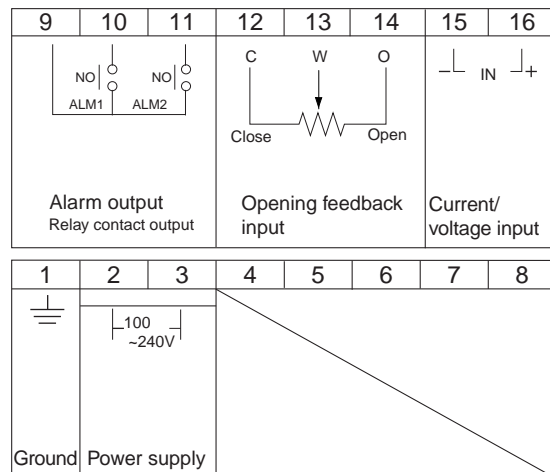 9 10 11 12 13 14 15 16
C W O
NO NO − IN +
ALM1 ALM2
Close Open
Alarm output
Relay contact output
Opening feedback
input
Current/
voltage input
1 2 3 4 5 6 7 8
100
~240V
Ground Power supply